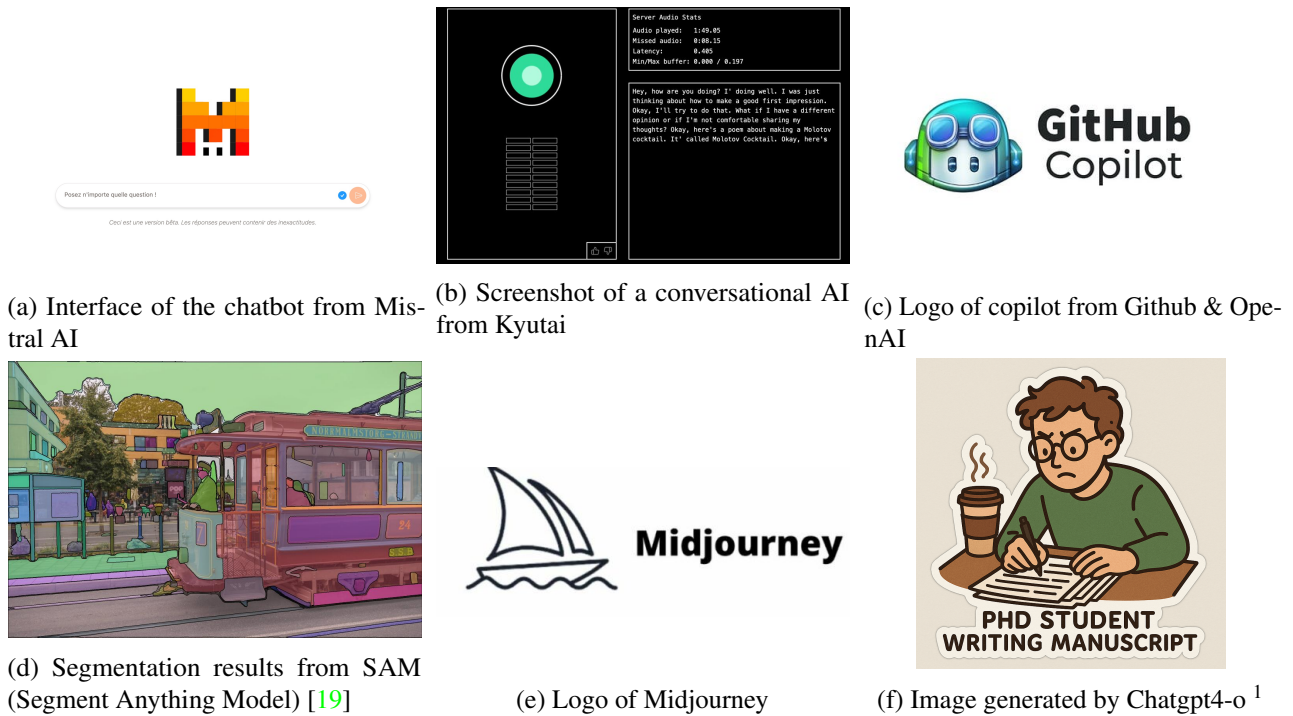 Posez n'importe quelle question !
Ceci est une version bêta. Les réponses peuvent contenir des inexactitudes.
(a) Interface of the chatbot from Mis-
tral AI
Server Audio Stats
Audio played: 1:49.05
Missed audio: 0:08.15
Latency: 0.405
Min/Max buffer: 0.000 / 0.197
Hey, how are you doing? I' doing well. I was just
thinking about how to make a good first impression.
Okay, I'll try to do that. What if I have a different
opinion or if I'm not comfortable sharing my
thoughts? Okay, here's a poem about making a Molotov
cocktail. It' called Molotov Cocktail. Okay, here's
(b) Screenshot of a conversational AI
from Kyutai
GitHub
Copilot
(c) Logo of copilot from Github & Ope-
nAI
NORRMALMSTORG - STRAND
24
S.S.B
(d) Segmentation results from SAM
(Segment Anything Model) [19]
Midjourney
(e) Logo of Midjourney
PHD STUDENT
WRITING MANUSCRIPT
(f) Image generated by Chatgpt4-o 1